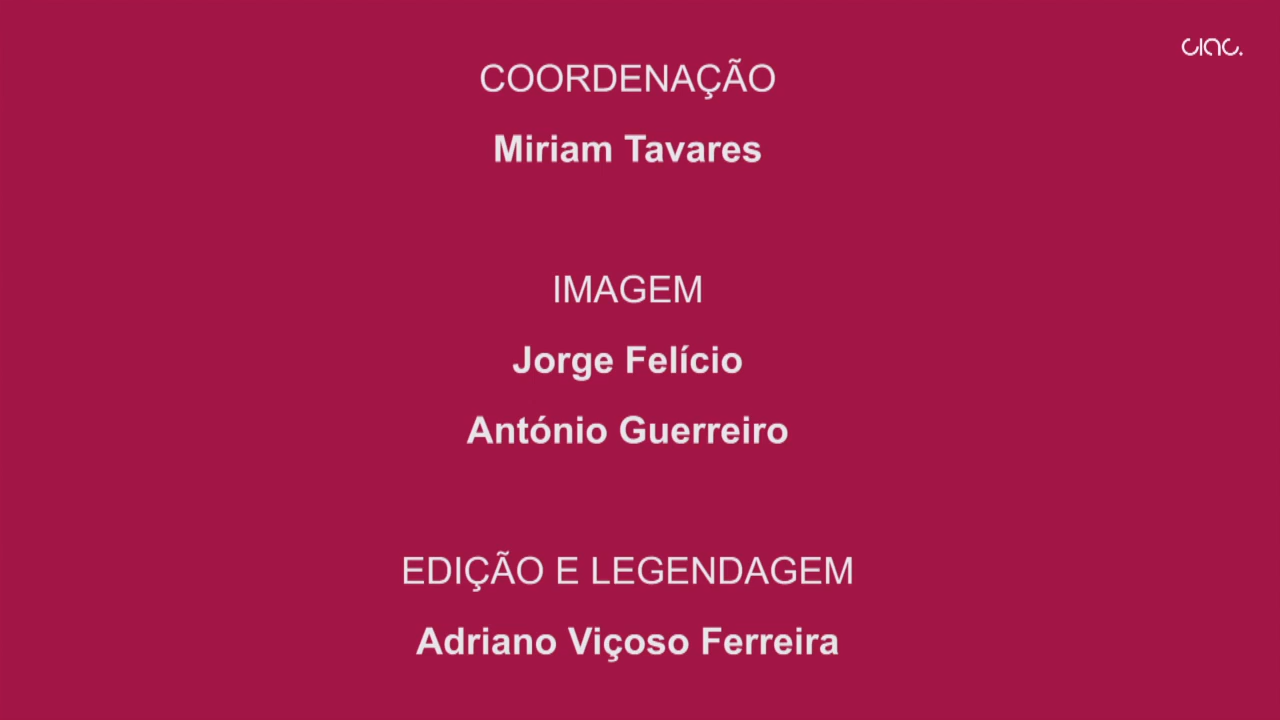 ciac.
COORDENAÇÃO
Miriam Tavares
IMAGEM
Jorge Felício
António Guerreiro
EDIÇÃO E LEGENDAGEM
Adriano Viçoso Ferreira